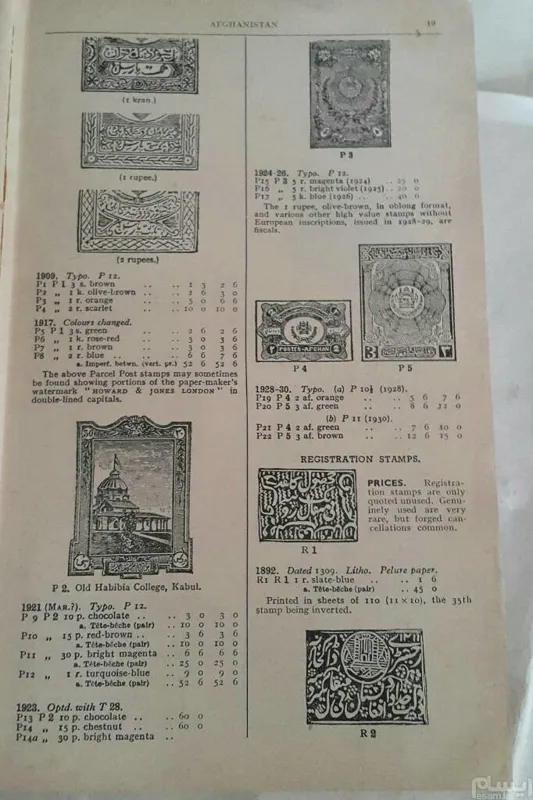 AFGHANISTAN 19
(1 kran.)
(1 rupee.)
(2 rupees.)
1909. Typo. P 12.
P1 P 1 3 s. brown .. .. 1 3 2 6
P2 „ 1 k. olive-brown .. .. 2 6 3 0
P3 „ 1 r. orange .. .. 5 0 6 6
P4 „ 2 r. scarlet .. .. 10 0 10 0
1917. Colours changed.
P5 P 1 3 s. green .. .. 2 6 2 6
P6 „ 1 k. rose-red .. .. 3 0 3 6
P7 „ 1 r. brown .. .. 3 0 3 6
P8 „ 2 r. blue .. .. 6 6 7 6
a. Imperf. betwn. (vert. pr.) 52 6 52 6
The above Parcel Post stamps may sometimes
be found showing portions of the paper-maker's
watermark "HOWARD & JONES LONDON" in
double-lined capitals.
P 2. Old Habibia College, Kabul.
1921 (MAR.?). Typo. P 12.
P 9 P 2 10 p. chocolate .. .. 3 0 3 0
a. Tête-bêche (pair) .. 10 0 10 0
P10 „ 15 p. red-brown .. .. 3 6 3 6
a. Tête-bêche (pair) .. 10 0 10 0
P11 „ 30 p. bright magenta .. 6 6 6 6
a. Tête-bêche (pair) .. 25 0 25 0
P12 „ 1 r. turquoise-blue .. 9 0 9 0
a. Tête-bêche (pair) .. 52 6 52 6
1923. Optd. with T 28.
P13 P 2 10 p. chocolate .. .. 60 0
P14 „ 15 p. chestnut .. .. 60 0
P14a „ 30 p. bright magenta ..
P 3
1924-26. Typo. P 12.
P15 P 3 5 r. magenta (1924) .. 25 0
P16 „ 5 r. bright violet (1925) .. 20 0
P17 „ 5 k. blue (1926) .. .. 40 0
The 1 rupee, olive-brown, in oblong format,
and various other high value stamps without
European inscriptions, issued in 1928-29, are
fiscals.
POSTES-AFGHAN
2 ٢
3 ٣
P 4 P 5
1928-30. Typo. (a) P 10½ (1928).
P19 P 4 2 af. orange .. .. 5 6 7 6
P20 P 5 3 af. green .. .. 8 6 12 0
(b) P 11 (1930).
P21 P 4 2 af. green .. .. 7 6 10 0
P22 P 5 3 af. brown .. .. 12 6 15 0
REGISTRATION STAMPS.
PRICES. Registra-
tion stamps are only
quoted unused. Genu-
inely used are very
rare, but forged can-
cellations common.
R 1
1892. Dated 1309. Litho. Pelure paper.
R1 R 1 1 r. slate-blue .. .. 1 6
a. Tête-bêche (pair) .. 45 0
Printed in sheets of 110 (11 × 10), the 35th
stamp being inverted.
R 2
ایسام
esam.ir